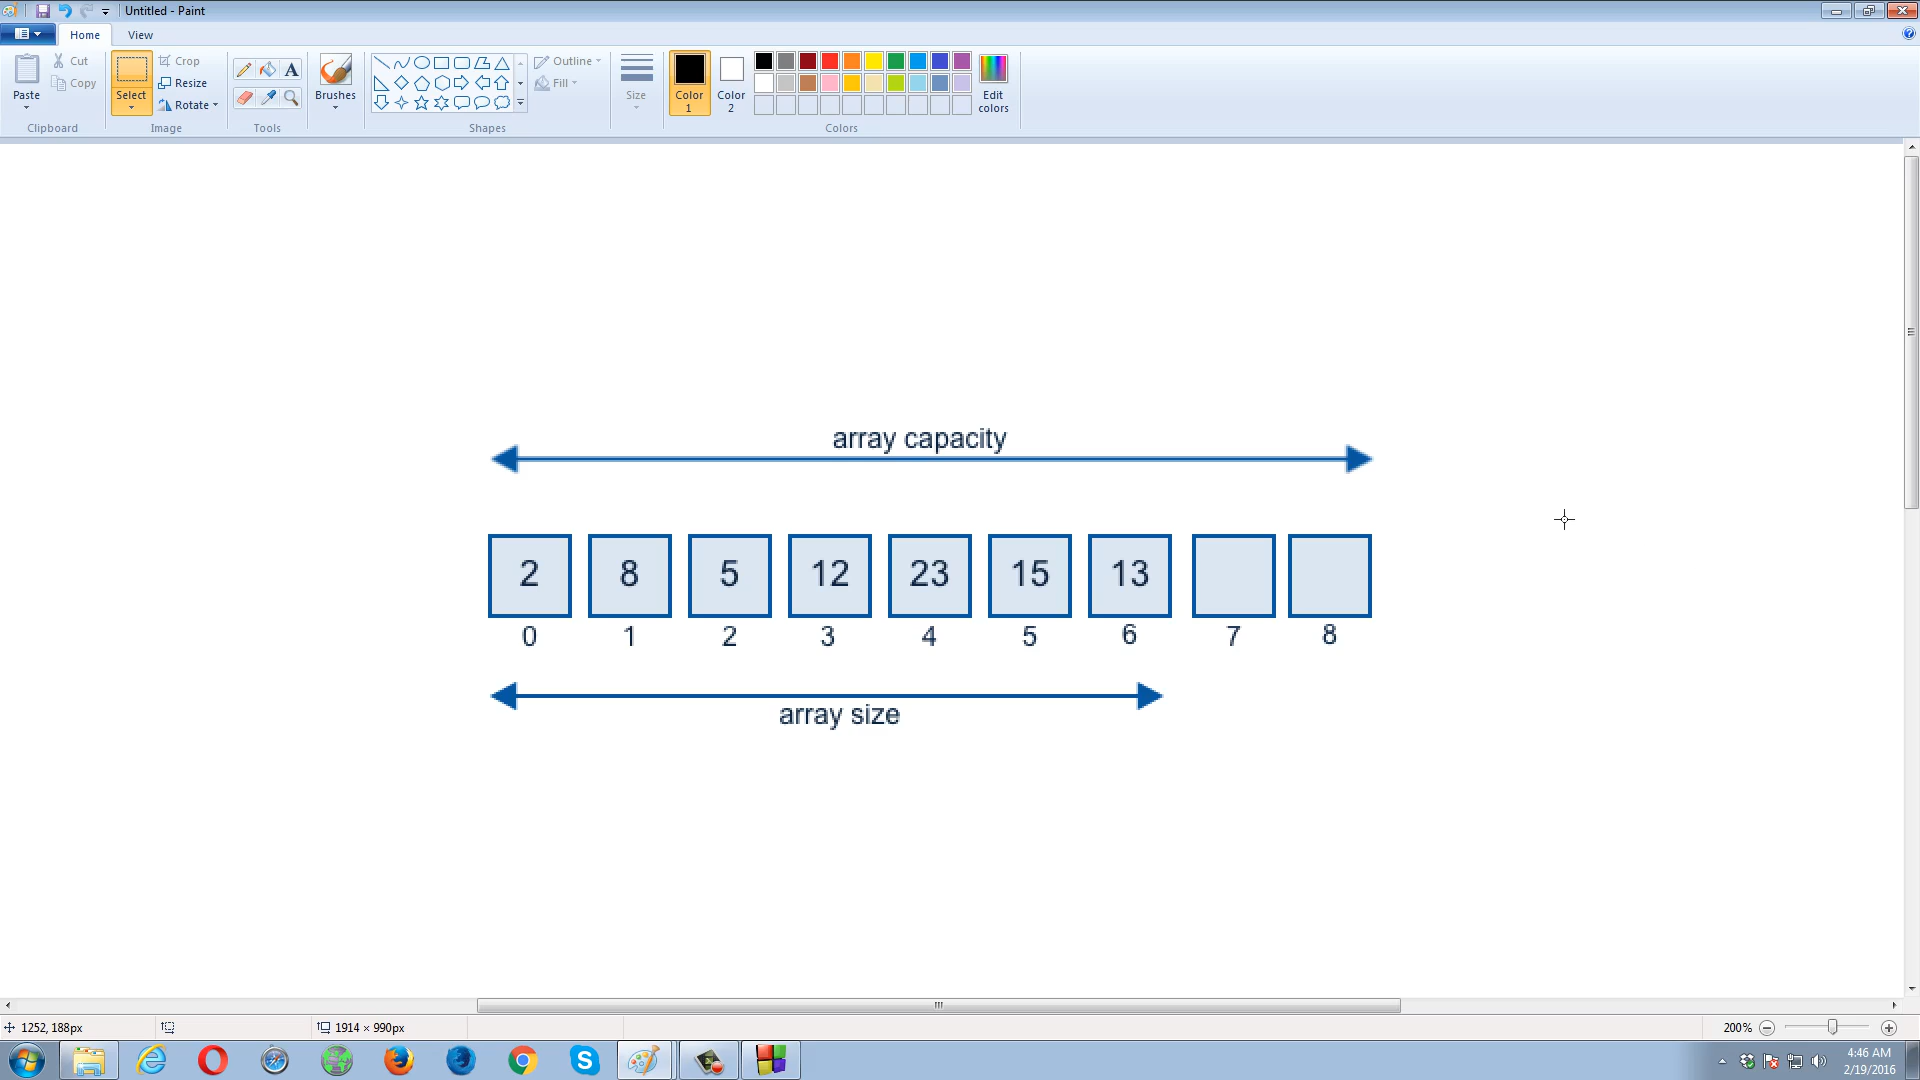 Untitled - Paint
Home View
Paste
Cut
Copy
Clipboard
Select
Crop
Resize
Rotate
Image
A
Tools
Brushes
Outline
Fill
Shapes
Size
Color
1
Color
2
Edit
colors
Colors
array capacity
2 8 5 12 23 15 13
0 1 2 3 4 5 6 7 8
array size
1252, 188px
1914 × 990px
200%
4:46 AM
2/19/2016